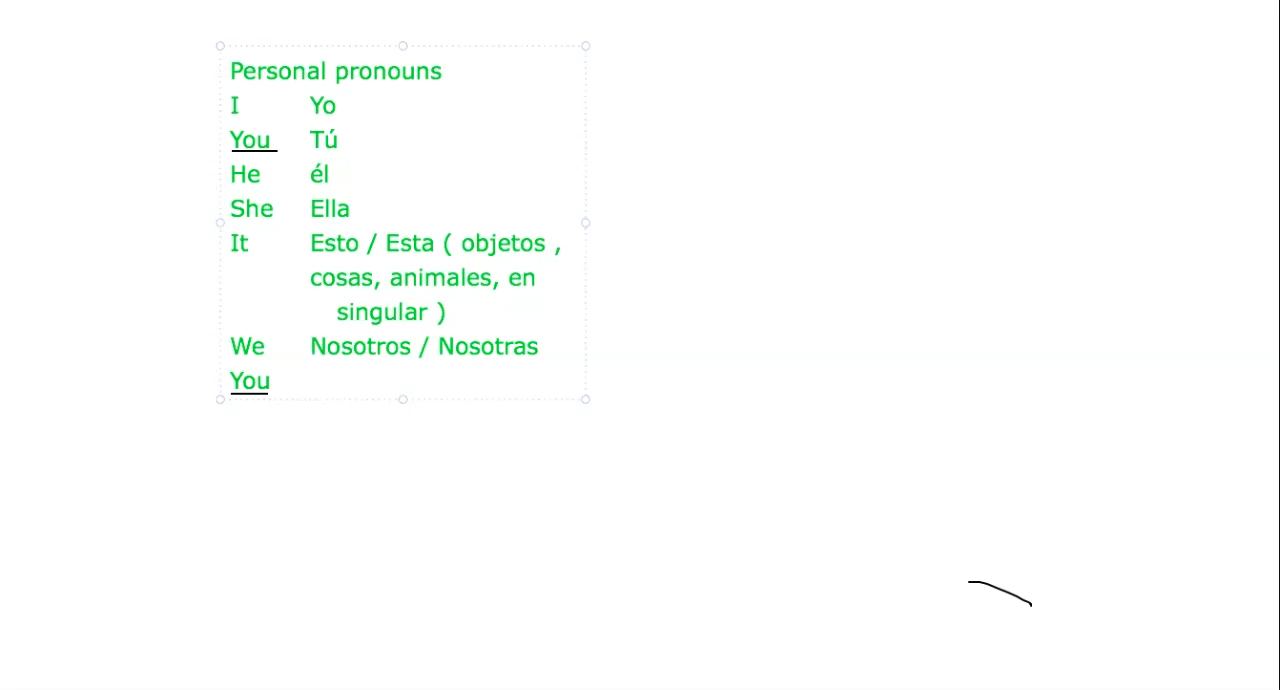 Personal pronouns
I Yo
You Tú
He él
She Ella
It Esto / Esta ( objetos ,
cosas, animales, en
singular )
We Nosotros / Nosotras
You